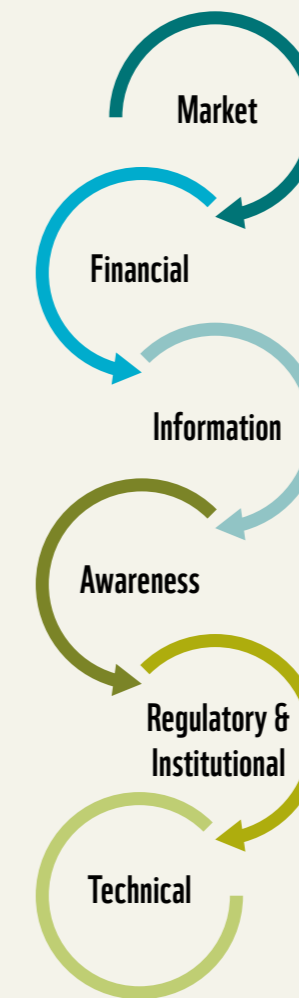 Market
Financial
Information
Awareness
Regulatory &
Institutional
Technical